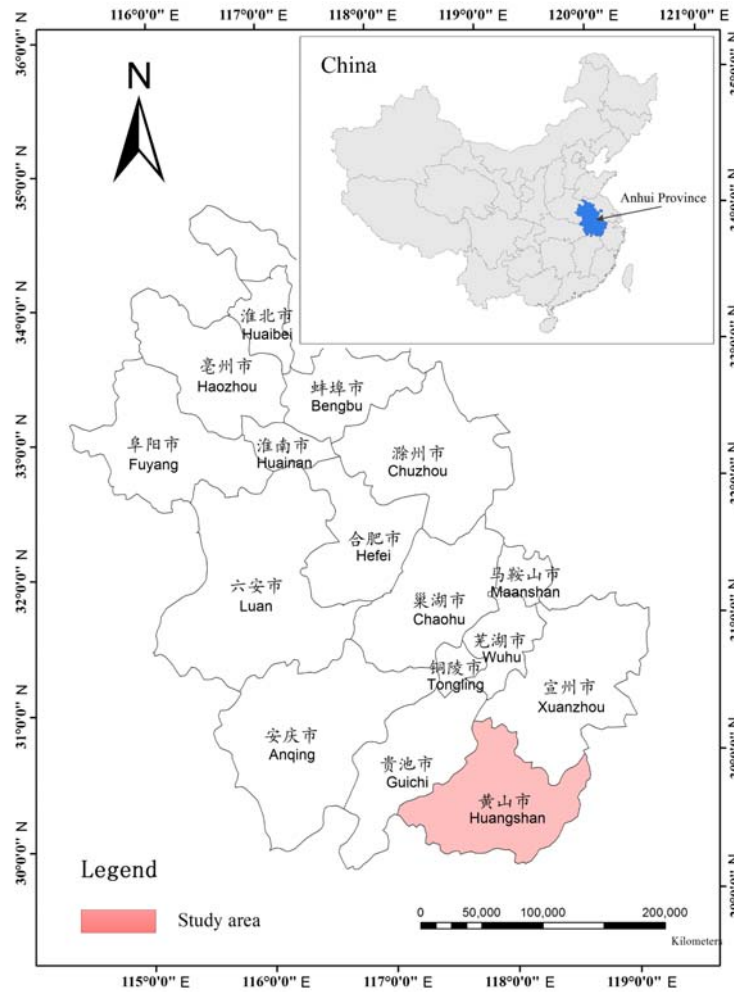 116°0'0" E 117°0'0" E 118°0'0" E 119°0'0" E 120°0'0" E 121°0'0" E
36°0'0" N
35°0'0" N
34°0'0" N
33°0'0" N
32°0'0" N
31°0'0" N
30°0'0" N
N
China
Anhui Province
淮北市
Huaibei
亳州市
Haozhou
蚌埠市
Bengbu
阜阳市
Fuyang
淮南市
Huainan
滁州市
Chuzhou
合肥市
Hefei
六安市
Luan
巢湖市
Chaohu
马鞍山市
Maanshan
芜湖市
Wuhu
铜陵市
Tongling
宣州市
Xuanzhou
安庆市
Anqing
贵池市
Guichi
黄山市
Huangshan
Legend
Study area
0 50,000 100,000 200,000
Kilometers
115°0'0" E 116°0'0" E 117°0'0" E 118°0'0" E 119°0'0" E